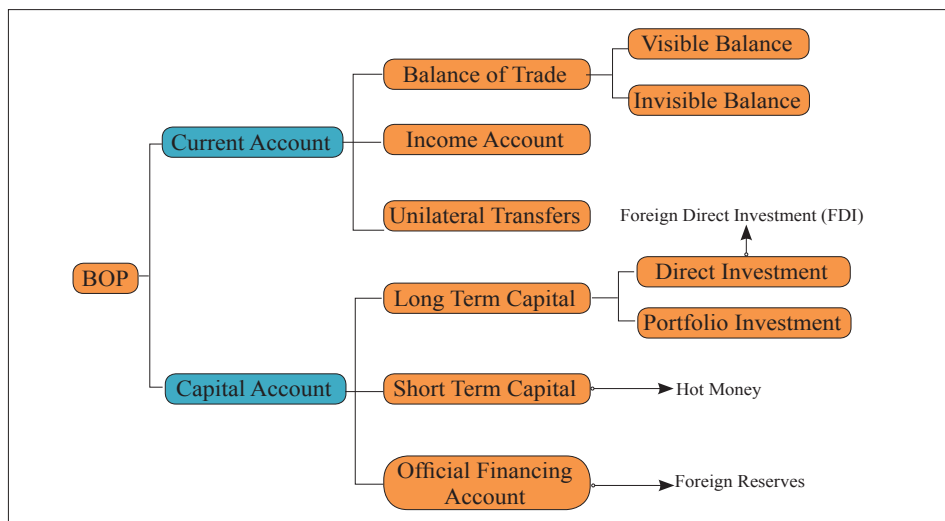 BOP
Current Account
Balance of Trade
Visible Balance
Invisible Balance
Income Account
Unilateral Transfers
Capital Account
Long Term Capital
Foreign Direct Investment (FDI)
Direct Investment
Portfolio Investment
Short Term Capital
Hot Money
Official Financing
Account
Foreign Reserves